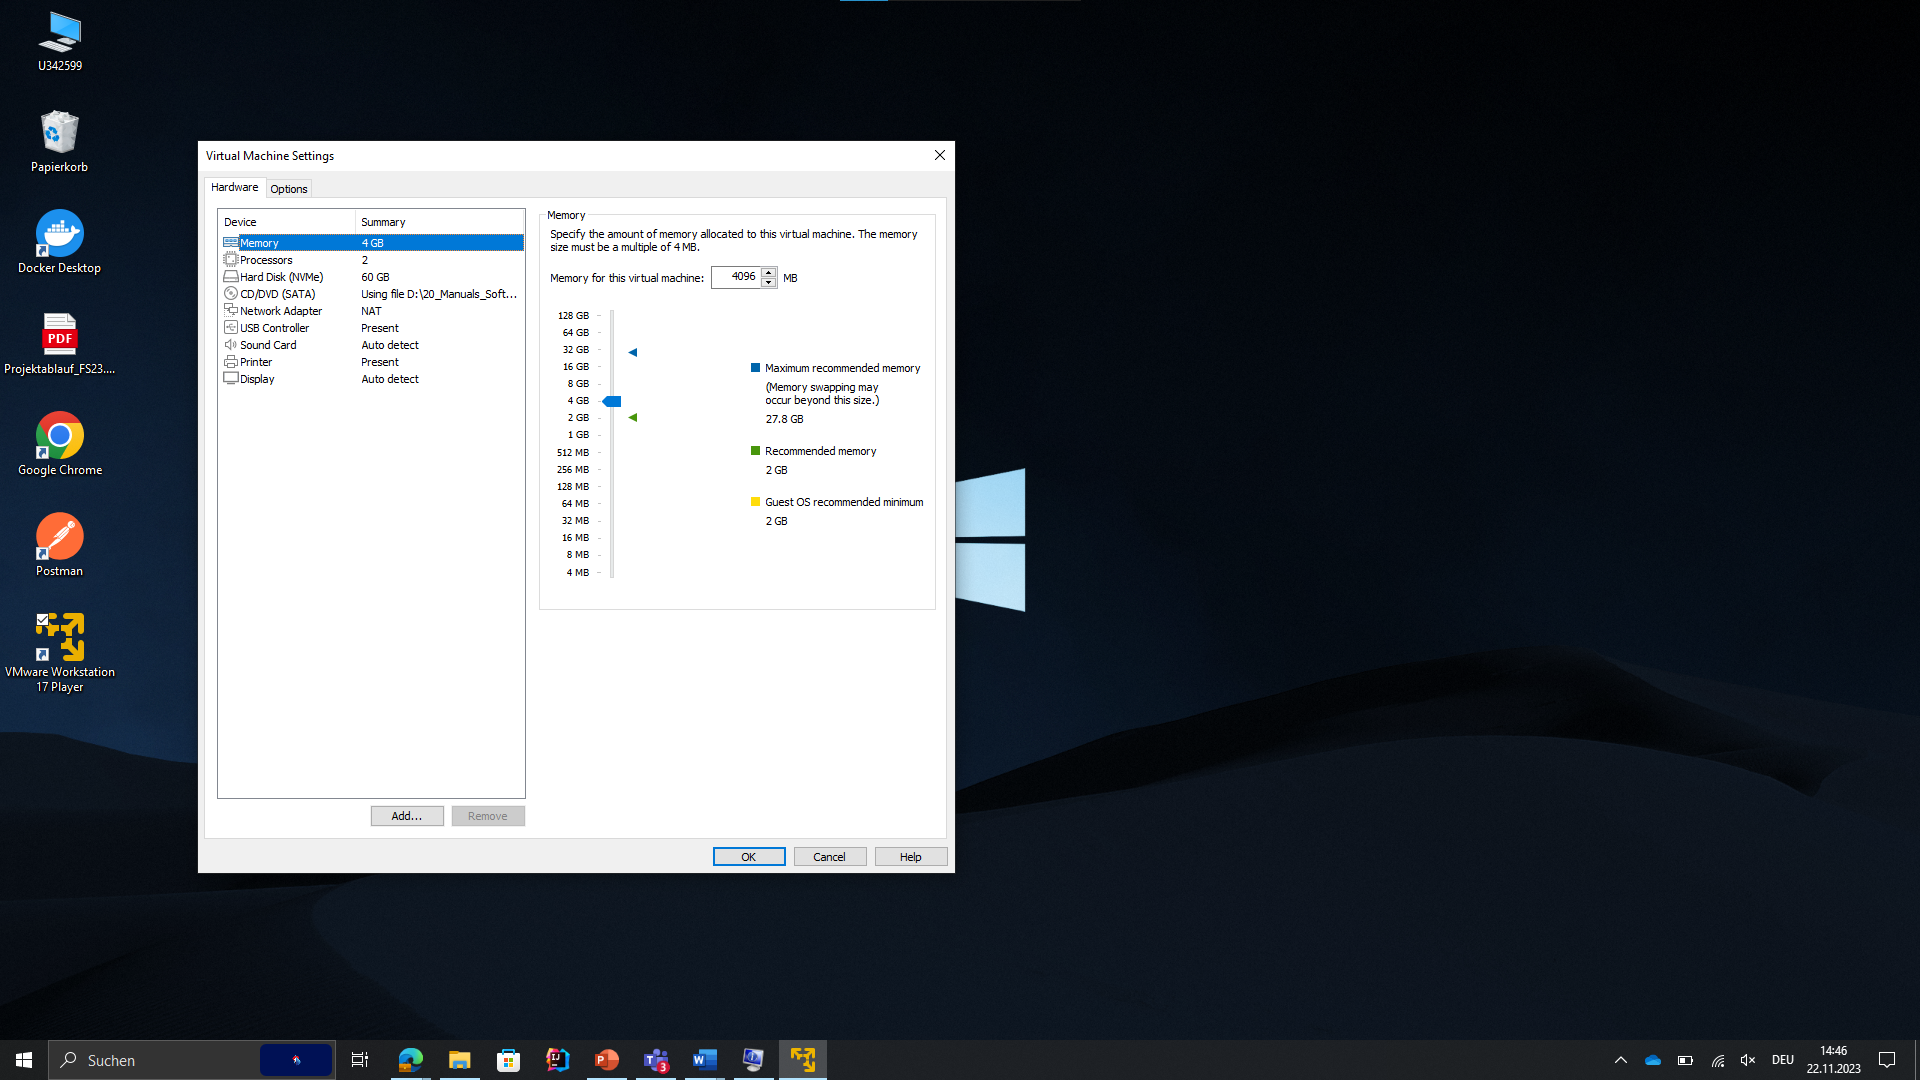 U342599
Papierkorb
Docker Desktop
PDF
Projektablauf_FS23....
Google Chrome
Postman
VMware Workstation
17 Player
Virtual Machine Settings
Hardware
Options
Device Summary
Memory 4 GB
Processors 2
Hard Disk (NVMe) 60 GB
CD/DVD (SATA) Using file D:\20_Manuals_Soft...
Network Adapter NAT
USB Controller Present
Sound Card Auto detect
Printer Present
Display Auto detect
Add...
Remove
Memory
Specify the amount of memory allocated to this virtual machine. The memory
size must be a multiple of 4 MB.
Memory for this virtual machine: 4096 MB
128 GB
64 GB
32 GB
16 GB
8 GB
4 GB
2 GB
1 GB
512 MB
256 MB
128 MB
64 MB
32 MB
16 MB
8 MB
4 MB
Maximum recommended memory
(Memory swapping may
occur beyond this size.)
27.8 GB
Recommended memory
2 GB
Guest OS recommended minimum
2 GB
OK
Cancel
Help
Suchen
IJ
P
T
3
W
DEU
14:46
22.11.2023